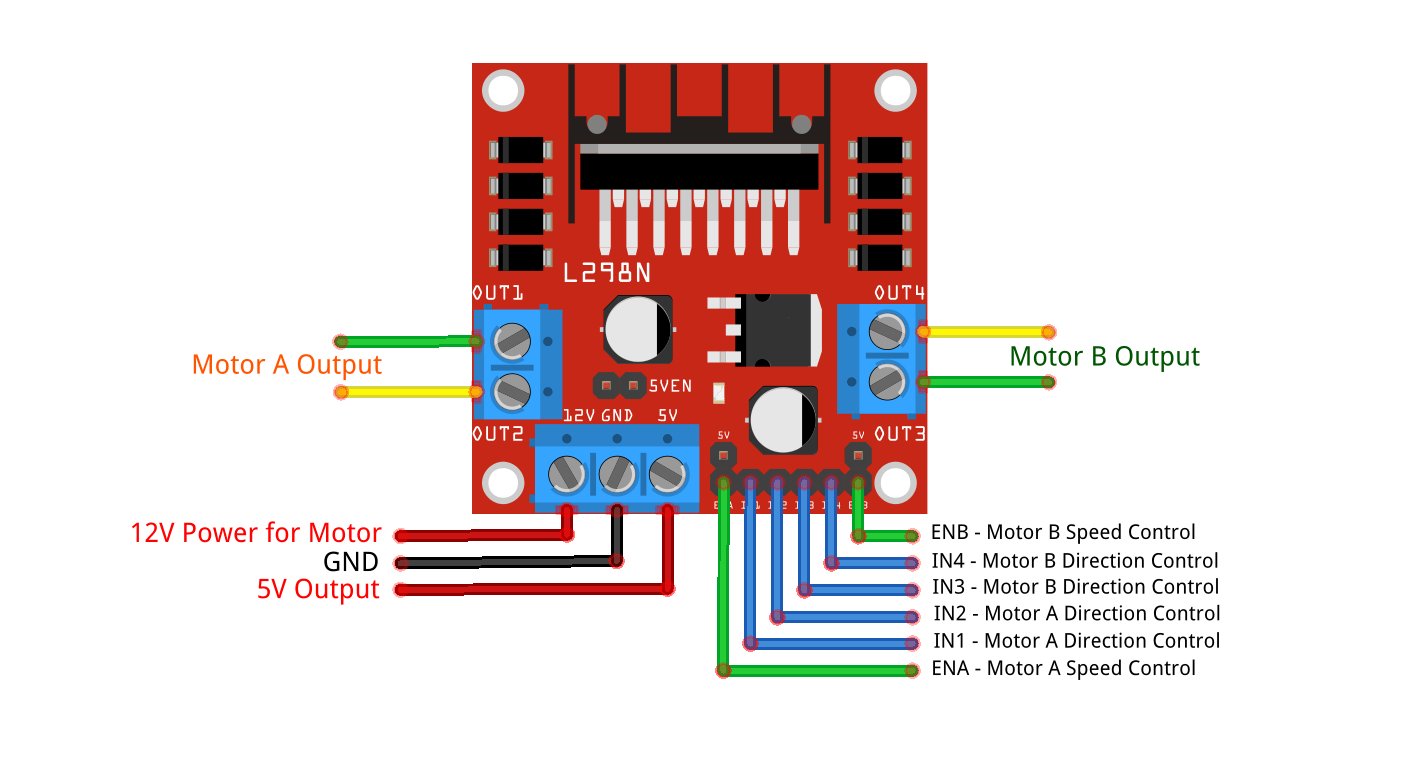 L298N
OUT1
OUT4
Motor A Output
Motor B Output
5VEN
12V GND 5V
OUT2
5V
5V
OUT3
12V Power for Motor
GND
5V Output
ENB - Motor B Speed Control
IN4 - Motor B Direction Control
IN3 - Motor B Direction Control
IN2 - Motor A Direction Control
IN1 - Motor A Direction Control
ENA - Motor A Speed Control